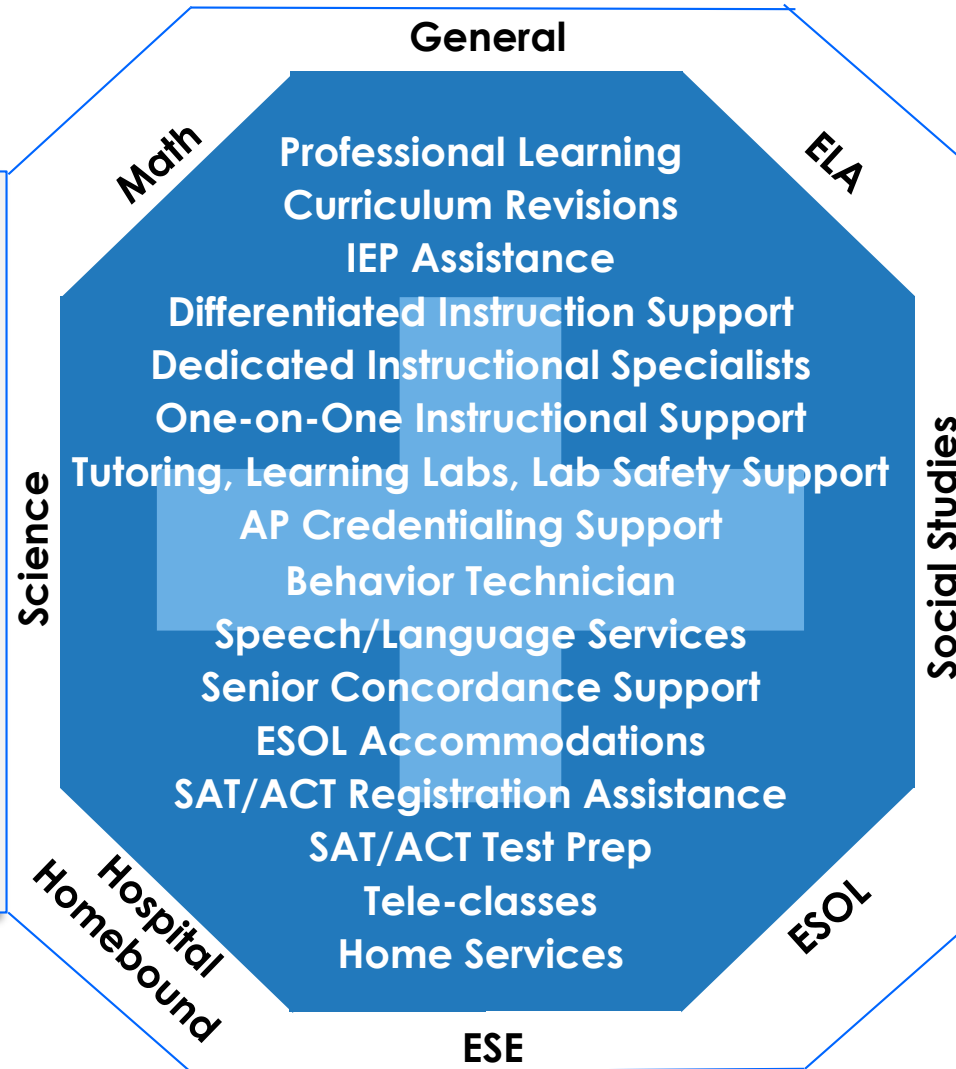 General
Math
ELA
Professional Learning
Curriculum Revisions
IEP Assistance
Differentiated Instruction Support
Dedicated Instructional Specialists
One-on-One Instructional Support
Tutoring, Learning Labs, Lab Safety Support
AP Credentialing Support
Behavior Technician
Speech/Language Services
Senior Concordance Support
ESOL Accommodations
SAT/ACT Registration Assistance
SAT/ACT Test Prep
Tele-classes
Home Services
Science
Social Studies
Hospital
Homebound
ESOL
ESE